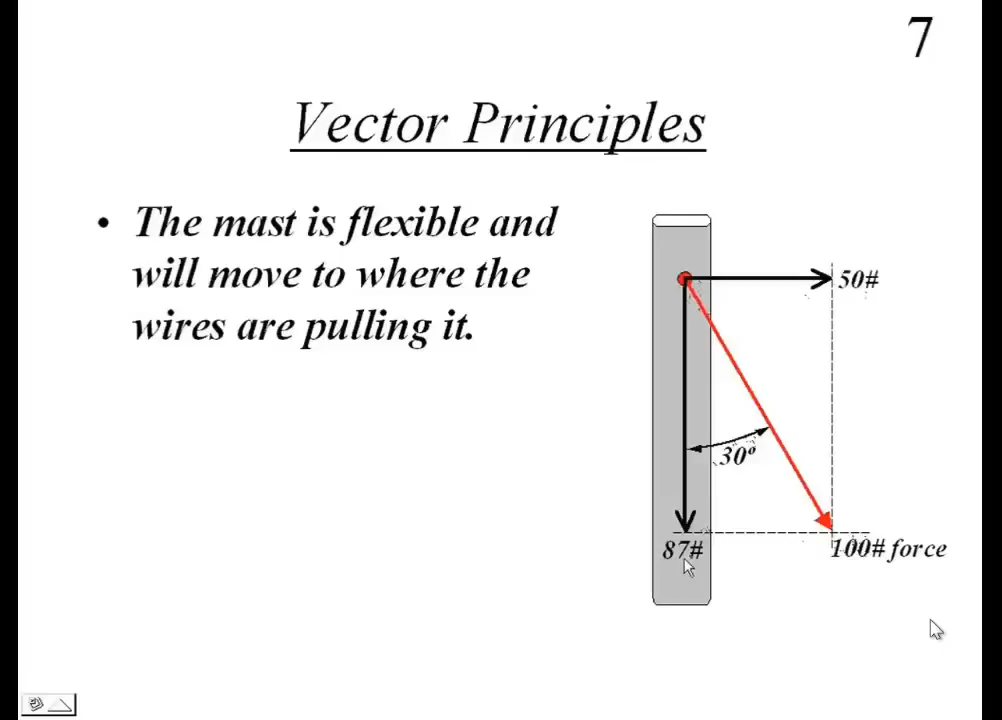 7
Vector Principles
• The mast is flexible and
will move to where the
wires are pulling it.
50#
30º
87#
100# force